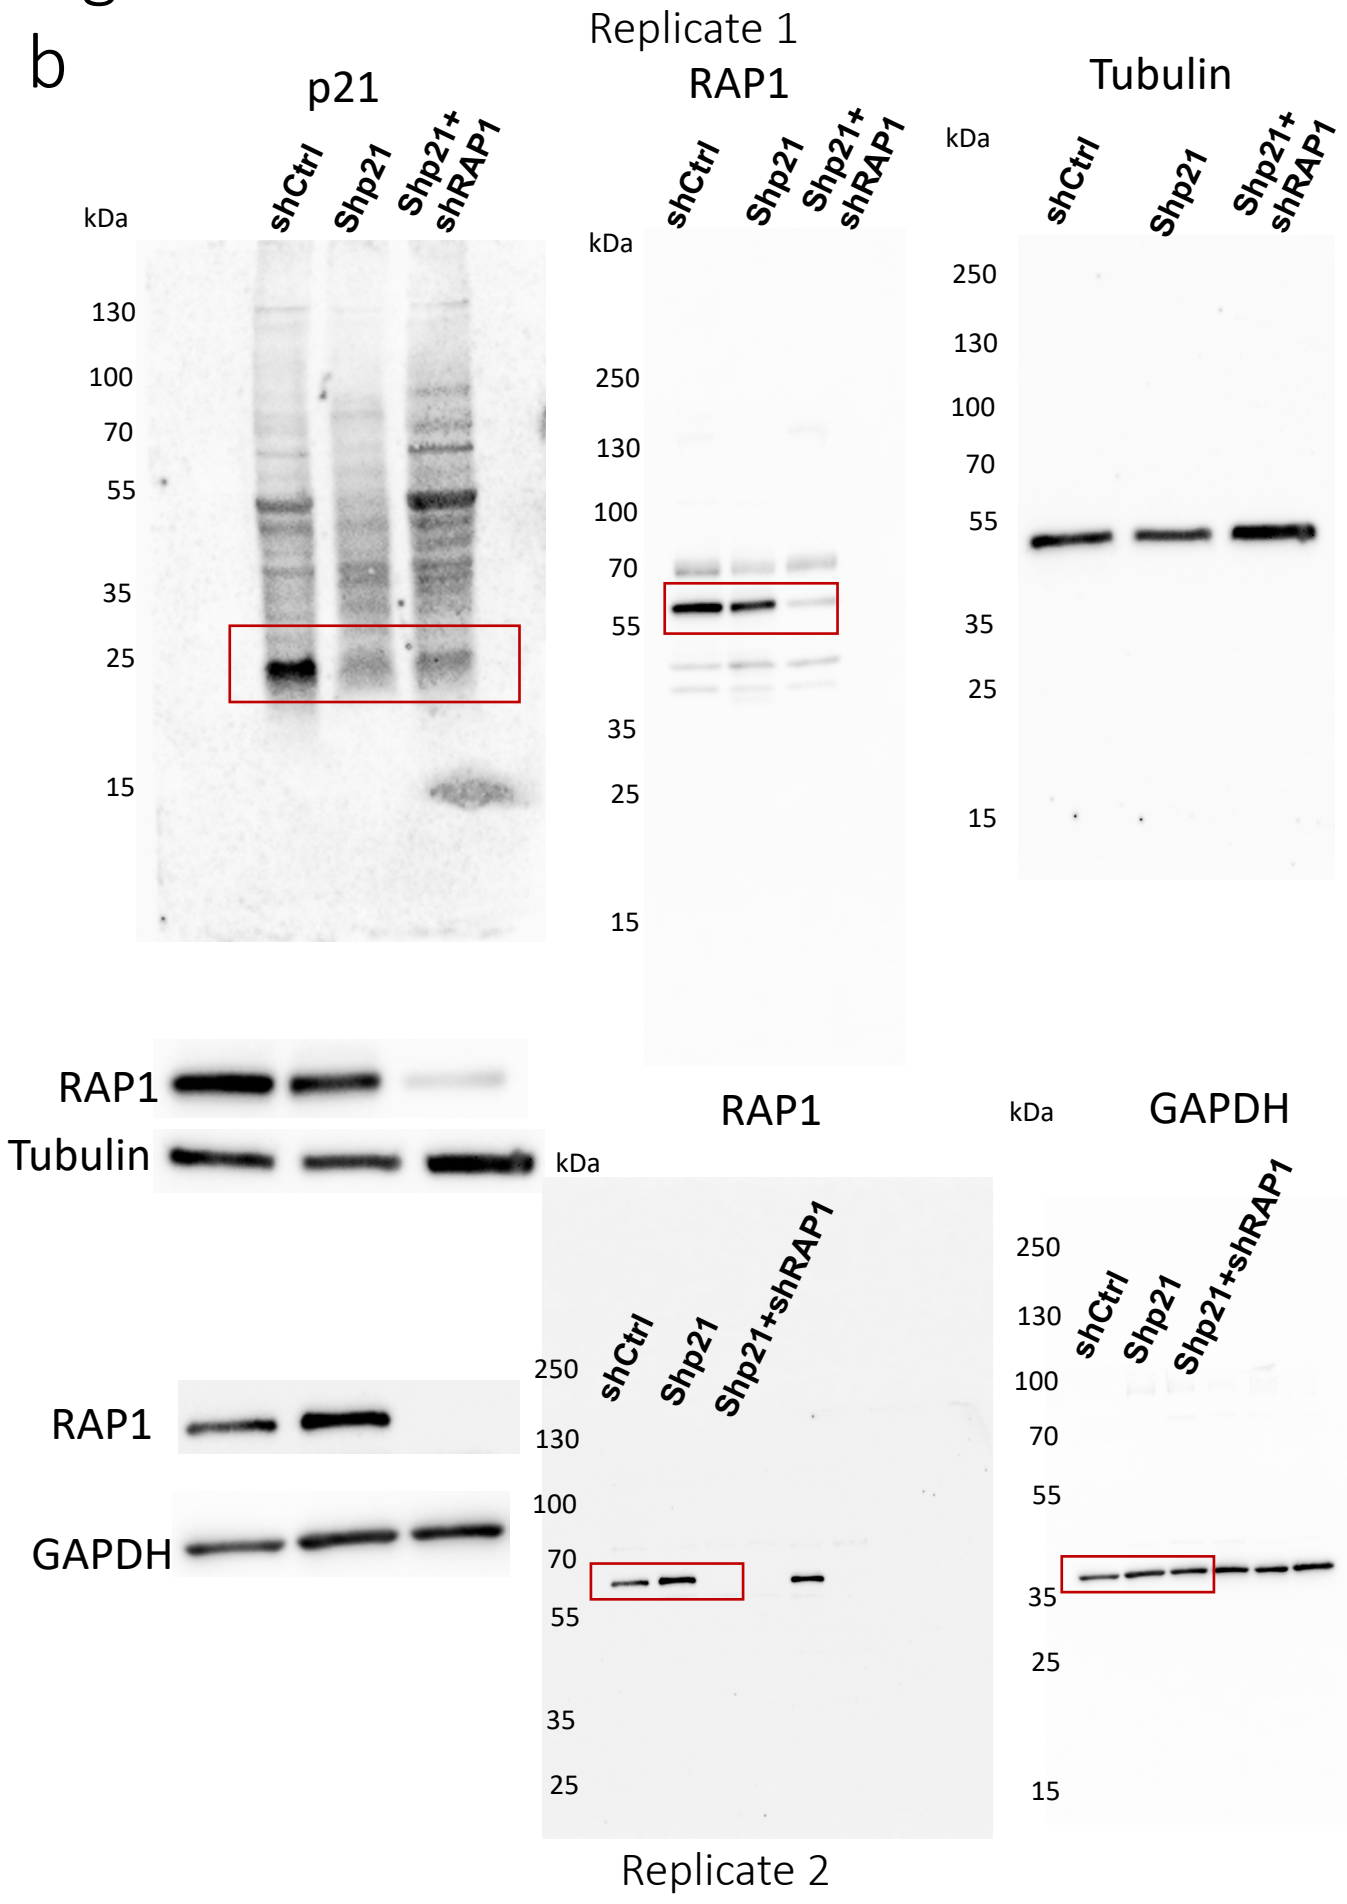 b
Replicate 1
p21
kDa
shCtrl
Shp21
Shp21+
shRAP1
130
100
70
55
35
25
15
RAP1
kDa
shCtrl
Shp21
Shp21+
shRAP1
250
130
100
70
55
35
25
15
Tubulin
kDa
shCtrl
Shp21
Shp21+
shRAP1
250
130
100
70
55
35
25
15
RAP1
Tubulin
RAP1
GAPDH
RAP1
kDa
shCtrl
Shp21
Shp21+shRAP1
250
130
100
70
55
35
25
GAPDH
kDa
shCtrl
Shp21
Shp21+shRAP1
250
130
100
70
55
35
25
15
Replicate 2